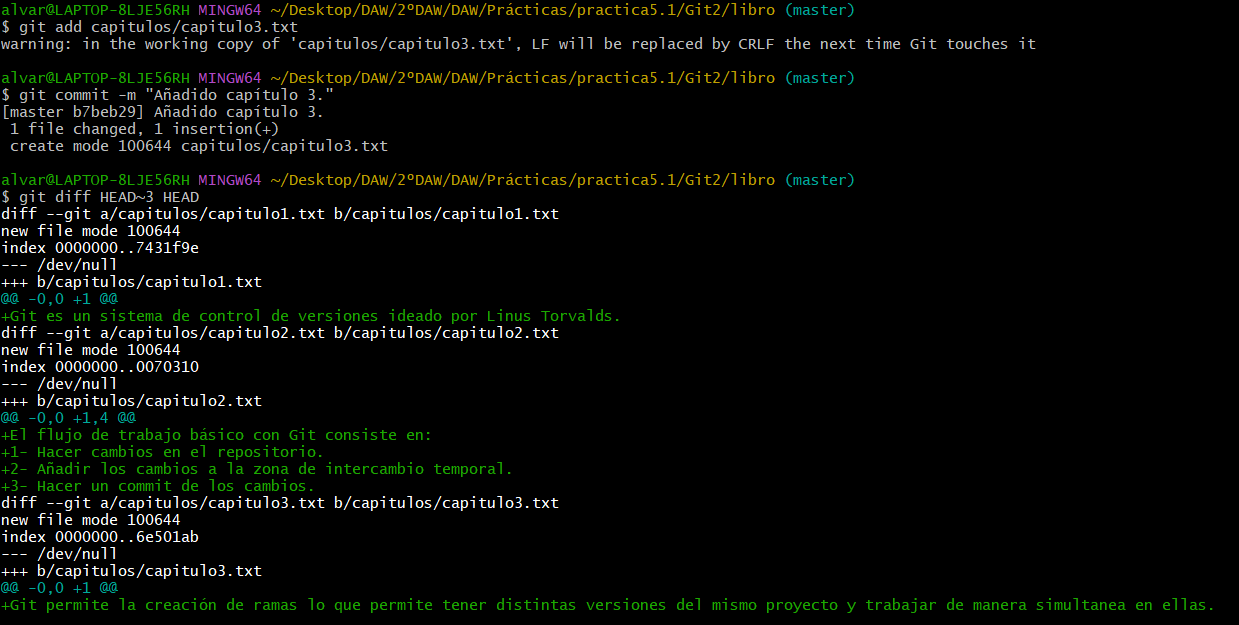 alvar@LAPTOP-8LJE56RH MINGW64 ~/Desktop/DAW/2ºDAW/DAW/Prácticas/practica5.1/Git2/libro (master)
$ git add capitulos/capitulo3.txt
warning: in the working copy of 'capitulos/capitulo3.txt', LF will be replaced by CRLF the next time Git touches it

alvar@LAPTOP-8LJE56RH MINGW64 ~/Desktop/DAW/2ºDAW/DAW/Prácticas/practica5.1/Git2/libro (master)
$ git commit -m "Añadido capítulo 3."
[master b7beb29] Añadido capítulo 3.
 1 file changed, 1 insertion(+)
 create mode 100644 capitulos/capitulo3.txt

alvar@LAPTOP-8LJE56RH MINGW64 ~/Desktop/DAW/2ºDAW/DAW/Prácticas/practica5.1/Git2/libro (master)
$ git diff HEAD~3 HEAD
diff --git a/capitulos/capitulo1.txt b/capitulos/capitulo1.txt
new file mode 100644
index 0000000..7431f9e
--- /dev/null
+++ b/capitulos/capitulo1.txt
@@ -0,0 +1 @@
+Git es un sistema de control de versiones ideado por Linus Torvalds.
diff --git a/capitulos/capitulo2.txt b/capitulos/capitulo2.txt
new file mode 100644
index 0000000..0070310
--- /dev/null
+++ b/capitulos/capitulo2.txt
@@ -0,0 +1,4 @@
+El flujo de trabajo básico con Git consiste en:
+1- Hacer cambios en el repositorio.
+2- Añadir los cambios a la zona de intercambio temporal.
+3- Hacer un commit de los cambios.
diff --git a/capitulos/capitulo3.txt b/capitulos/capitulo3.txt
new file mode 100644
index 0000000..6e501ab
--- /dev/null
+++ b/capitulos/capitulo3.txt
@@ -0,0 +1 @@
+Git permite la creación de ramas lo que permite tener distintas versiones del mismo proyecto y trabajar de manera simultanea en ellas.